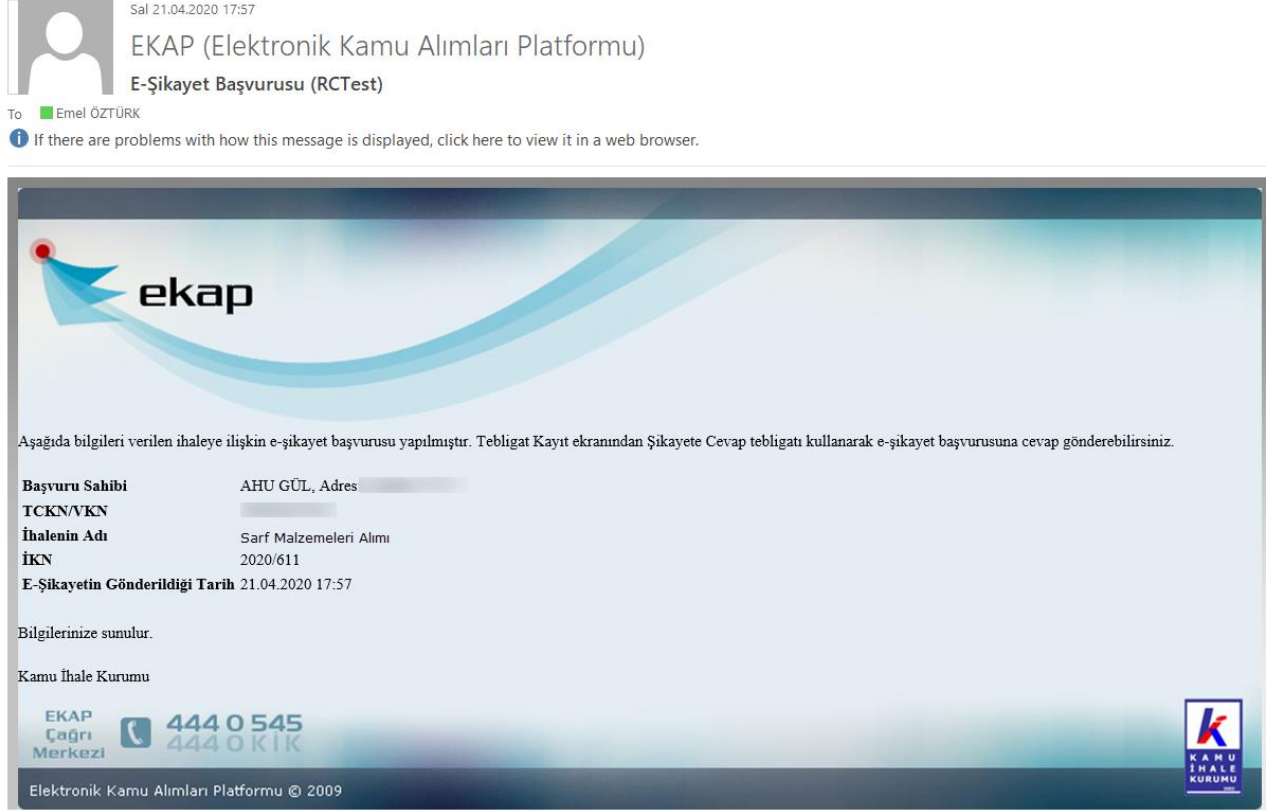 Sal 21.04.2020 17:57
EKAP (Elektronik Kamu Alımları Platformu)
E-Şikayet Başvurusu (RCTest)
To Emel ÖZTÜRK
If there are problems with how this message is displayed, click here to view it in a web browser.
ekap
Aşağıda bilgileri verilen ihaleye ilişkin e-şikayet başvurusu yapılmıştır. Tebligat Kayıt ekranından Şikayete Cevap tebligatı kullanarak e-şikayet başvurusuna cevap gönderebilirsiniz.
Başvuru Sahibi AHU GÜL, Adres
TCKN/VKN
İhalenin Adı Sarf Malzemeleri Alımı
İKN 2020/611
E-Şikayetin Gönderildiği Tarih 21.04.2020 17:57
Bilgilerinize sunulur.
Kamu İhale Kurumu
EKAP
Çağrı
Merkezi
444 0 545
444 0 KİK
KAMU
İHALE
KURUMU
Elektronik Kamu Alımları Platformu © 2009